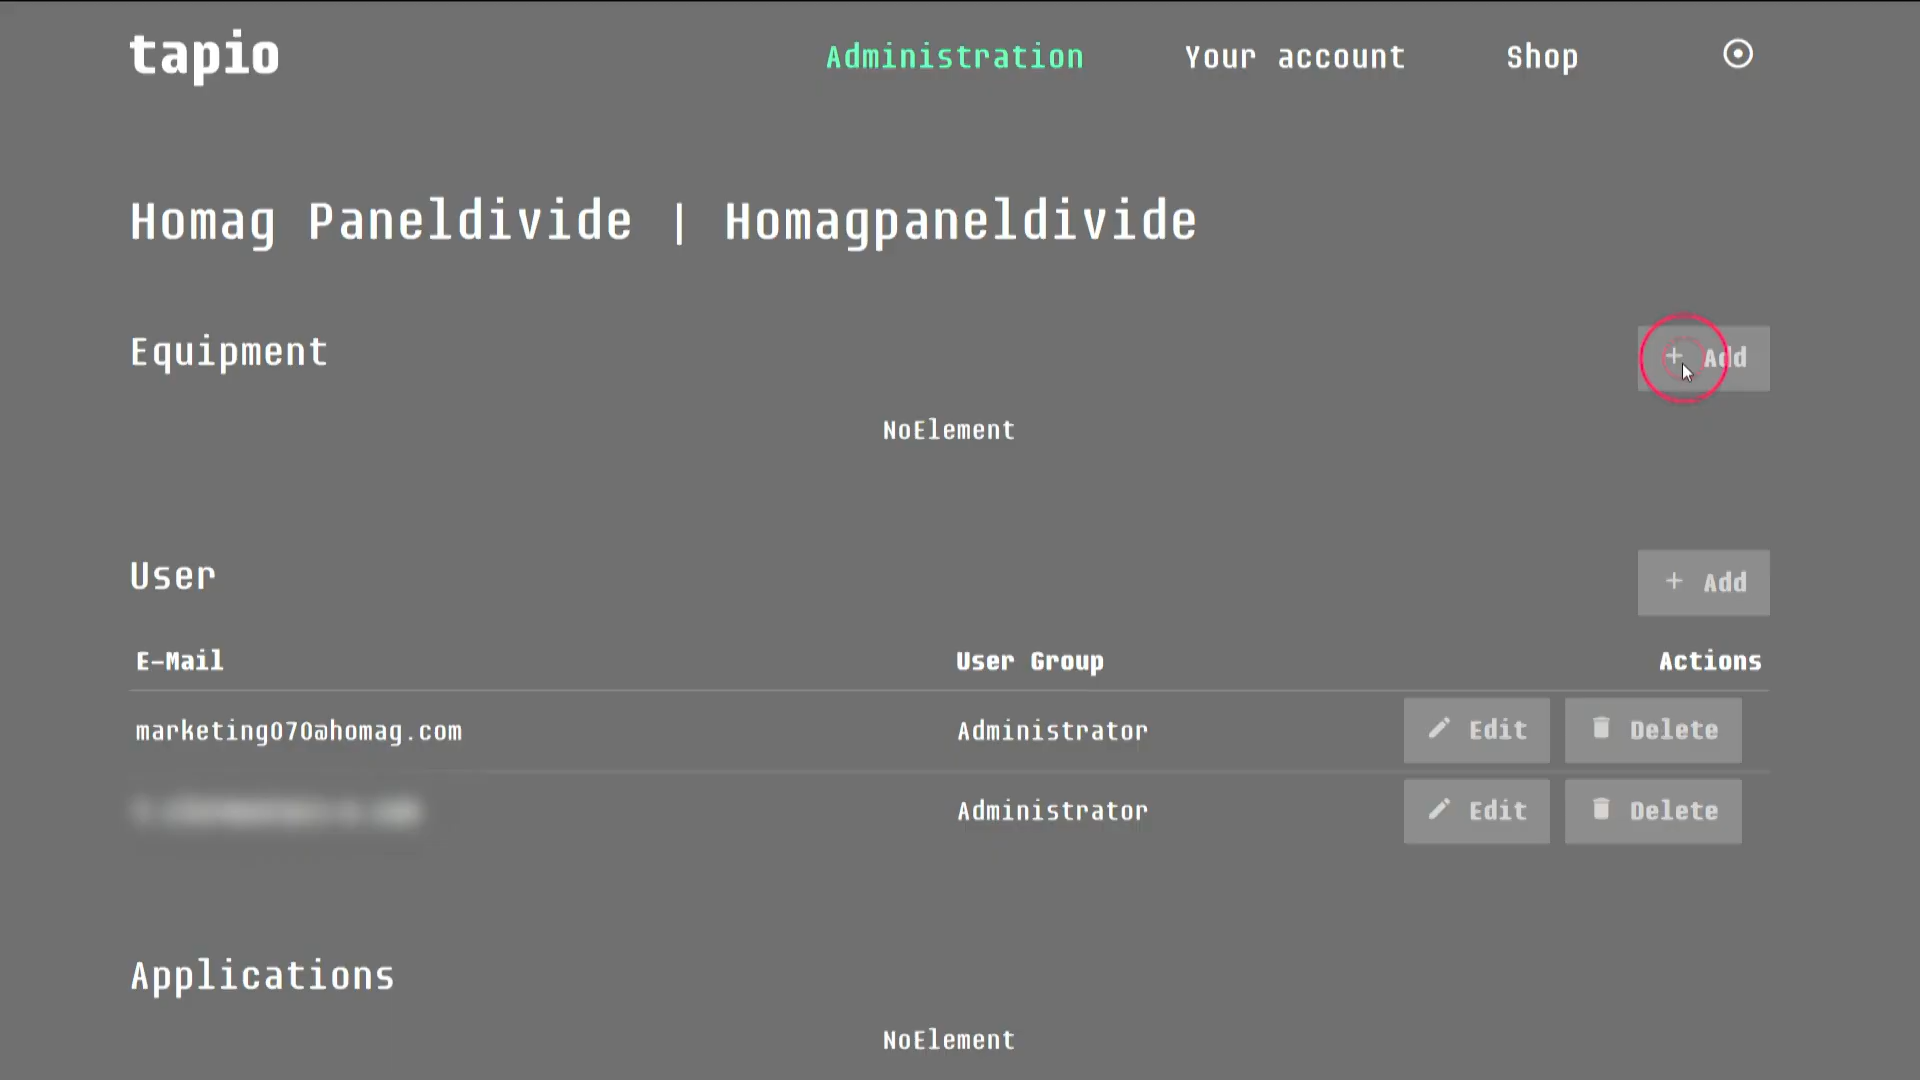 tapio
Administration
Your account
Shop
Homag Paneldivide | Homagpaneldivide
Equipment
+ Add
NoElement
User
+ Add
E-Mail
User Group
Actions
marketing070@homag.com
Administrator
Edit
Delete
Administrator
Edit
Delete
Applications
NoElement